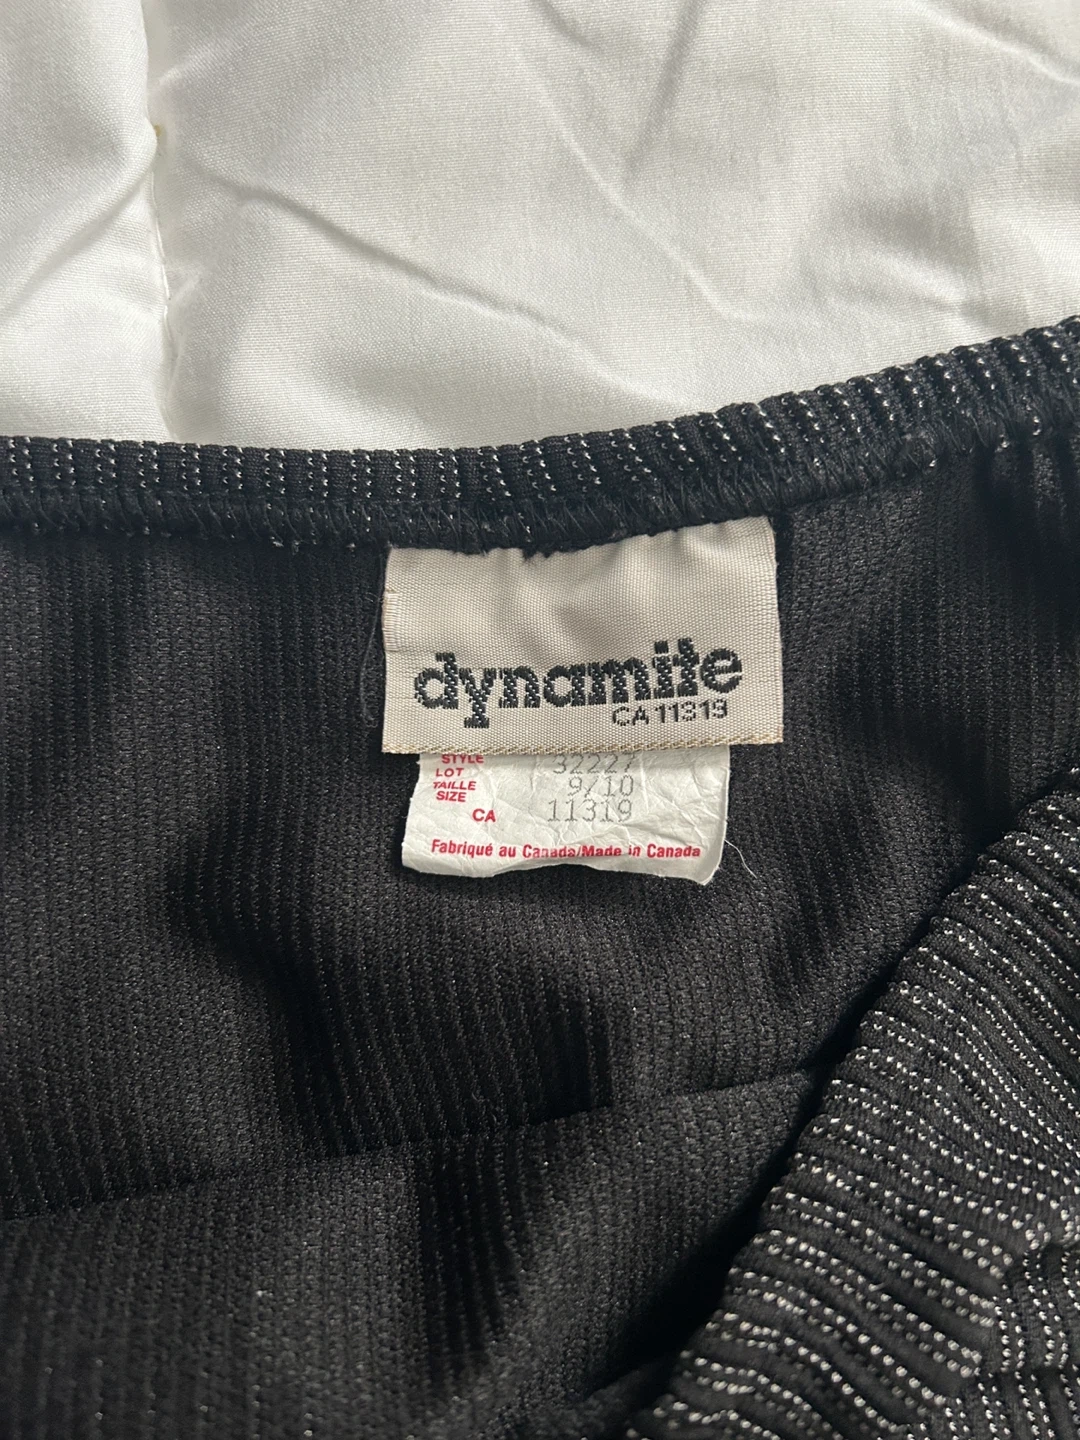 dynamite
CA 11319
STYLE 32227
LOT
TAILLE 9/10
SIZE
CA 11319
Fabriqué au Canada/Made in Canada